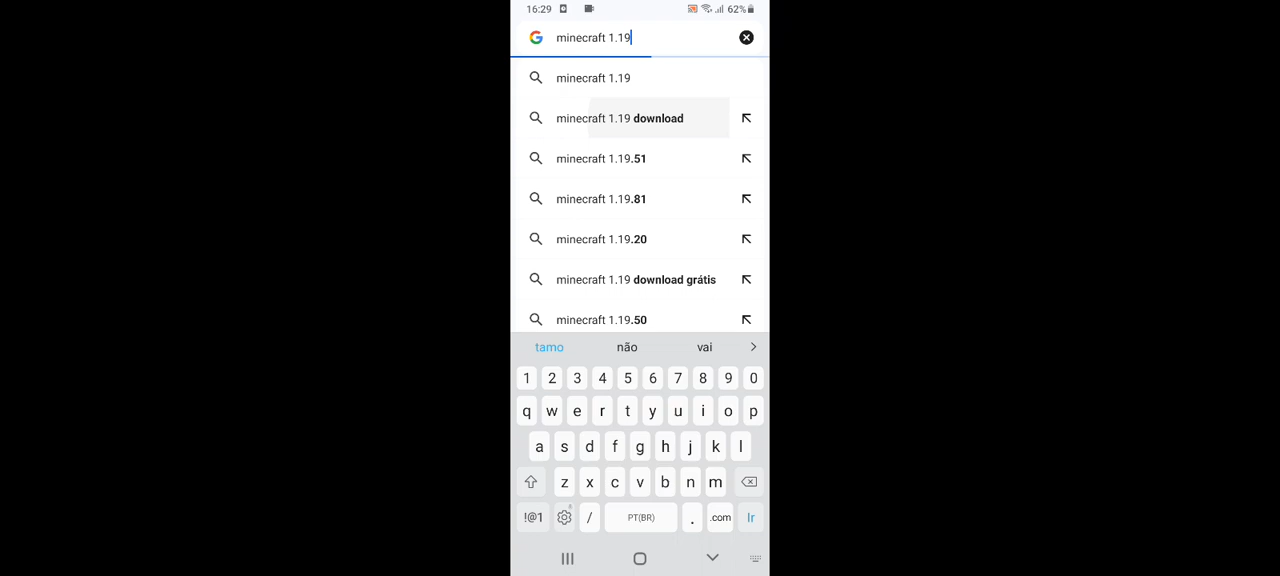 16:29 62%
minecraft 1.19
minecraft 1.19
minecraft 1.19 download
minecraft 1.19.51
minecraft 1.19.81
minecraft 1.19.20
minecraft 1.19 download grátis
minecraft 1.19.50
tamo não vai
1 2 3 4 5 6 7 8 9 0
q w e r t y u i o p
a s d f g h j k l
z x c v b n m
!@1 / PT(BR) . .com Ir